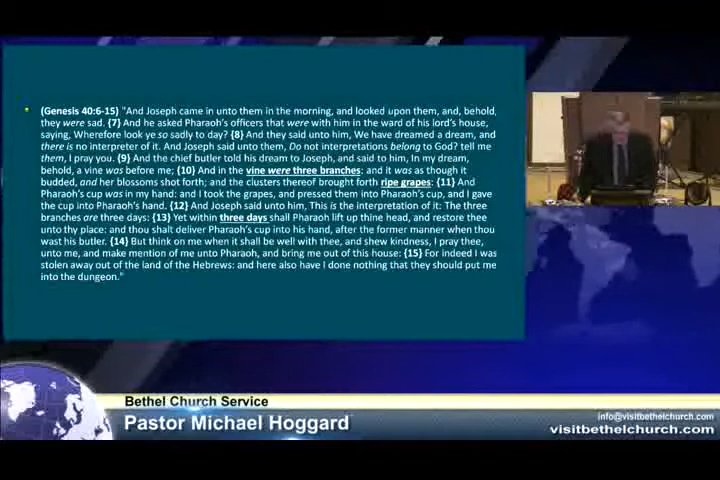 (Genesis 40:6-15) "And Joseph came in unto them in the morning, and looked upon them, and, behold,
they were sad. {7} And he asked Pharaoh's officers that were with him in the ward of his lord's house,
saying, Wherefore look ye so sadly to day? {8} And they said unto him, We have dreamed a dream, and
there is no interpreter of it. And Joseph said unto them, Do not interpretations belong to God? tell me
them, I pray you. {9} And the chief butler told his dream to Joseph, and said to him, In my dream,
behold, a vine was before me; {10} And in the vine were three branches: and it was as though it
budded, and her blossoms shot forth; and the clusters thereof brought forth ripe grapes: {11} And
Pharaoh's cup was in my hand: and I took the grapes, and pressed them into Pharaoh's cup, and I gave
the cup into Pharaoh's hand. {12} And Joseph said unto him, This is the interpretation of it: The three
branches are three days: {13} Yet within three days shall Pharaoh lift up thine head, and restore thee
unto thy place: and thou shalt deliver Pharaoh's cup into his hand, after the former manner when thou
wast his butler. {14} But think on me when it shall be well with thee, and shew kindness, I pray thee,
unto me, and make mention of me unto Pharaoh, and bring me out of this house: {15} For indeed I was
stolen away out of the land of the Hebrews: and here also have I done nothing that they should put me
into the dungeon."
Bethel Church Service
Pastor Michael Hoggard
info@visitbethelchurch.com
visitbethelchurch.com